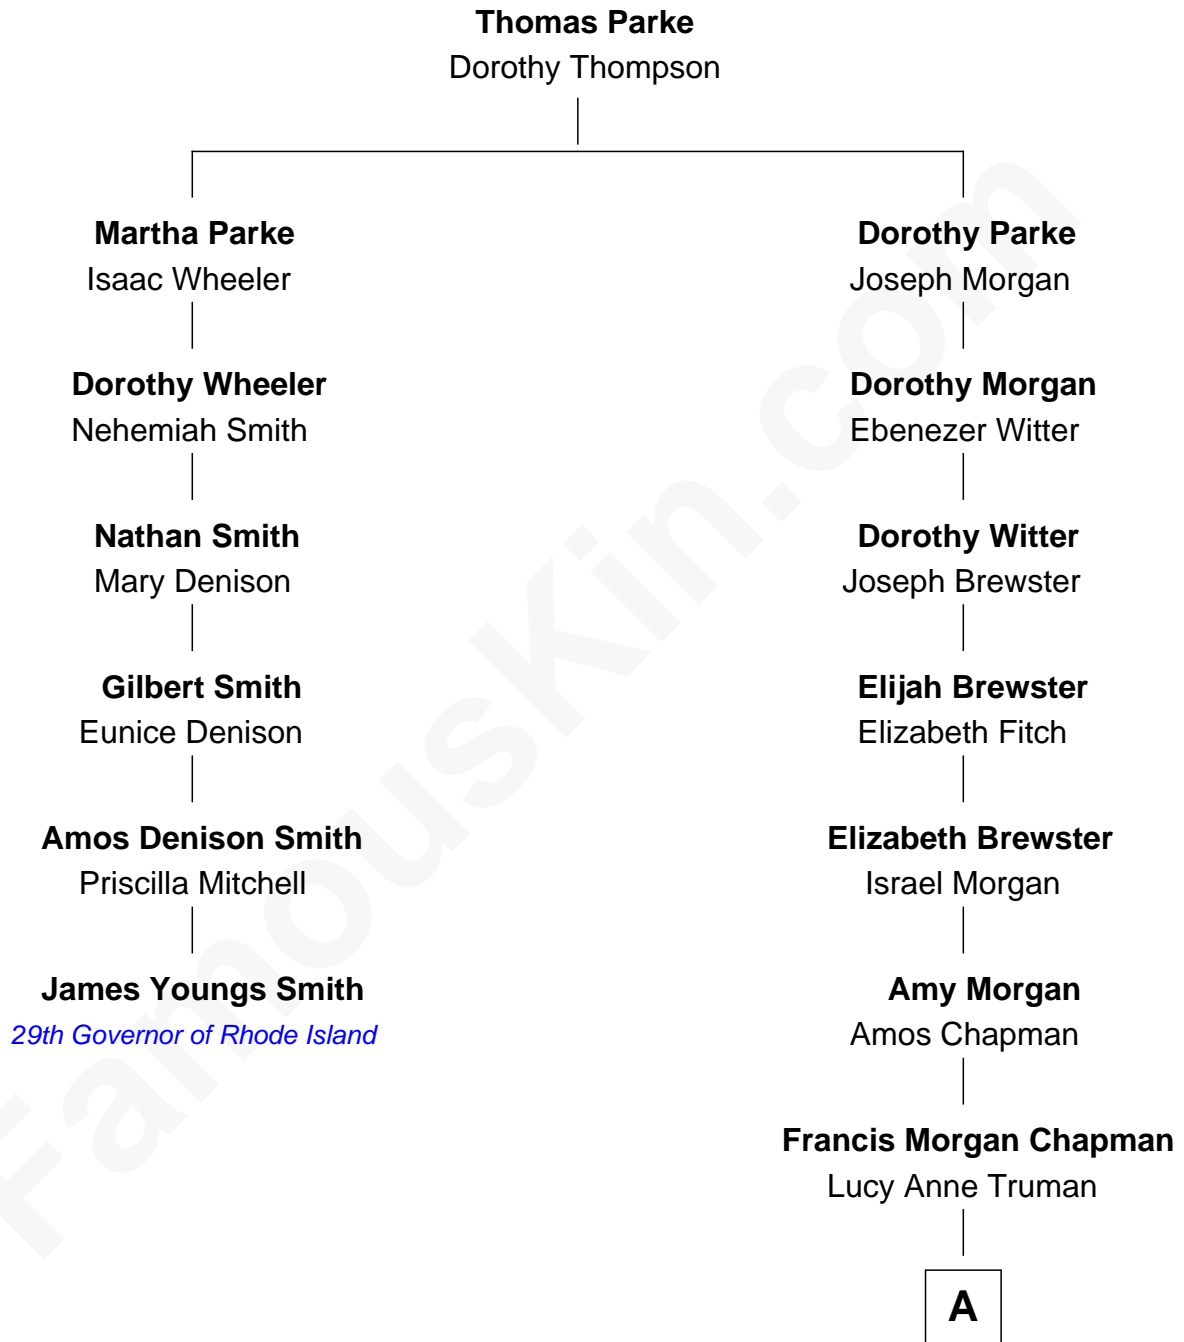 Thomas Parke
Dorothy Thompson
Martha Parke
Isaac Wheeler
Dorothy Wheeler
Nehemiah Smith
Nathan Smith
Mary Denison
Gilbert Smith
Eunice Denison
Amos Denison Smith
Priscilla Mitchell
James Youngs Smith
29th Governor of Rhode Island
Dorothy Parke
Joseph Morgan
Dorothy Morgan
Ebenezer Witter
Dorothy Witter
Joseph Brewster
Elijah Brewster
Elizabeth Fitch
Elizabeth Brewster
Israel Morgan
Amy Morgan
Amos Chapman
Francis Morgan Chapman
Lucy Anne Truman
A
FamousKin.com